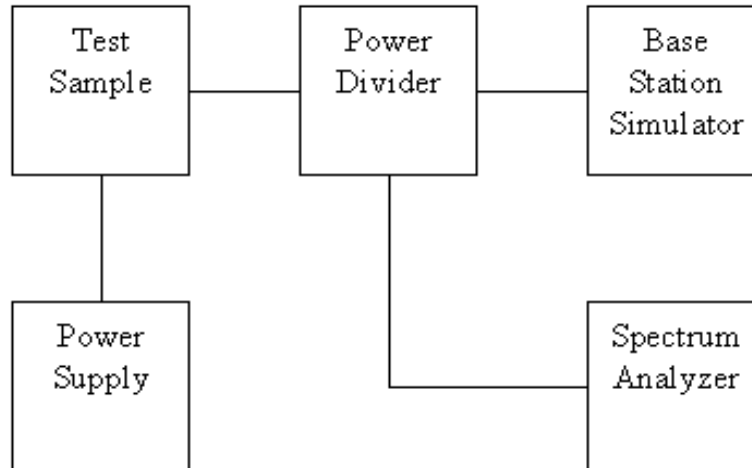 Test
Sample
Power
Divider
Base
Station
Simulator
Power
Supply
Spectrum
Analyzer